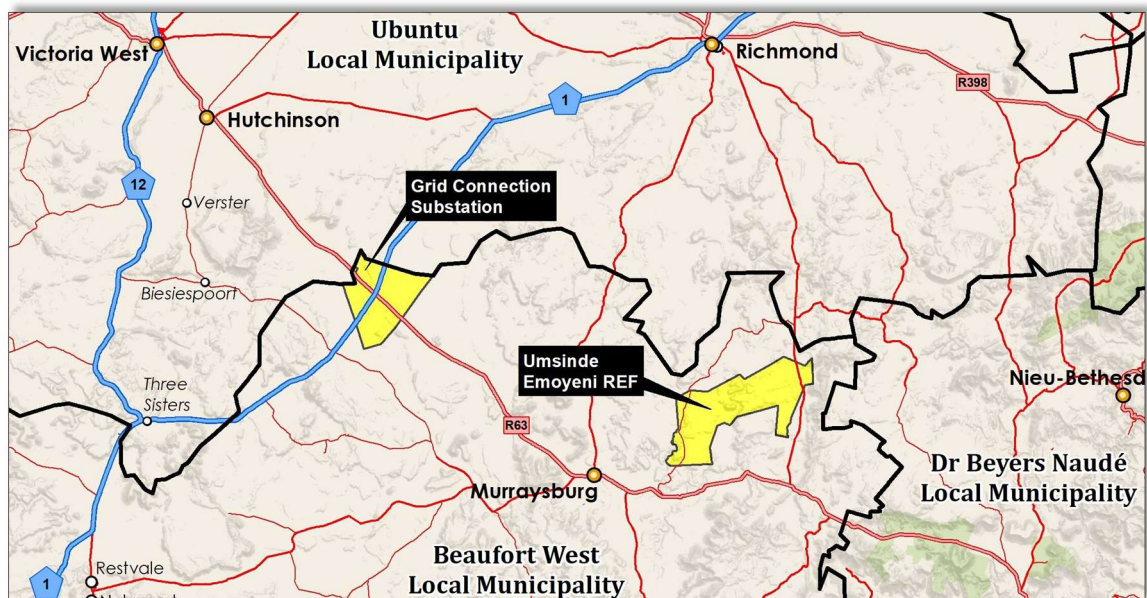 Ubuntu
Local Municipality
Victoria West
Richmond
R398
1
Hutchinson
12
Grid Connection
Substation
Verster
Biesiespoort
Umsinde
Emoyeni REF
Three
Sisters
Nieu-Bethesd
R63
Dr Beyers Naudé
Local Municipality
Murraysburg
Beaufort West
Local Municipality
Restvale
1